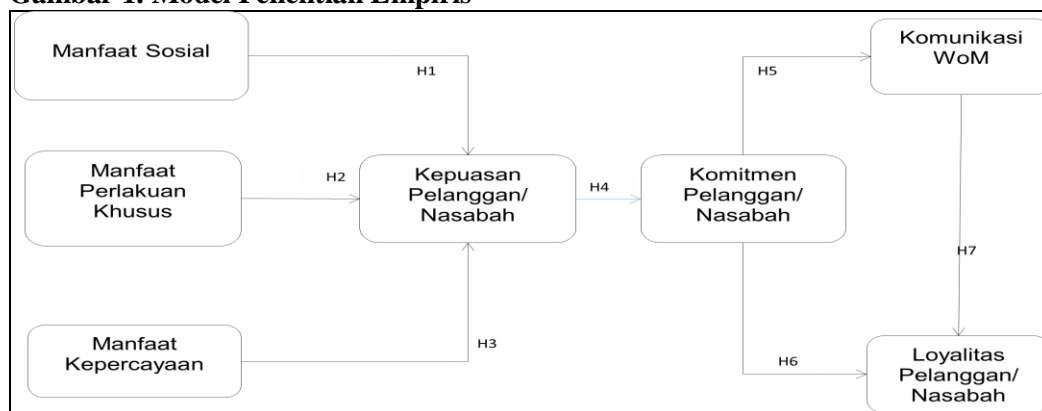 Gambar 1. Model Penelitian Empiris
Manfaat Sosial
H1
Manfaat
Perlakuan
Khusus
H2
Manfaat
Kepercayaan
H3
Kepuasan
Pelanggan/
Nasabah
H4
Komitmen
Pelanggan/
Nasabah
H5
Komunikasi
WoM
H6
H7
Loyalitas
Pelanggan/
Nasabah